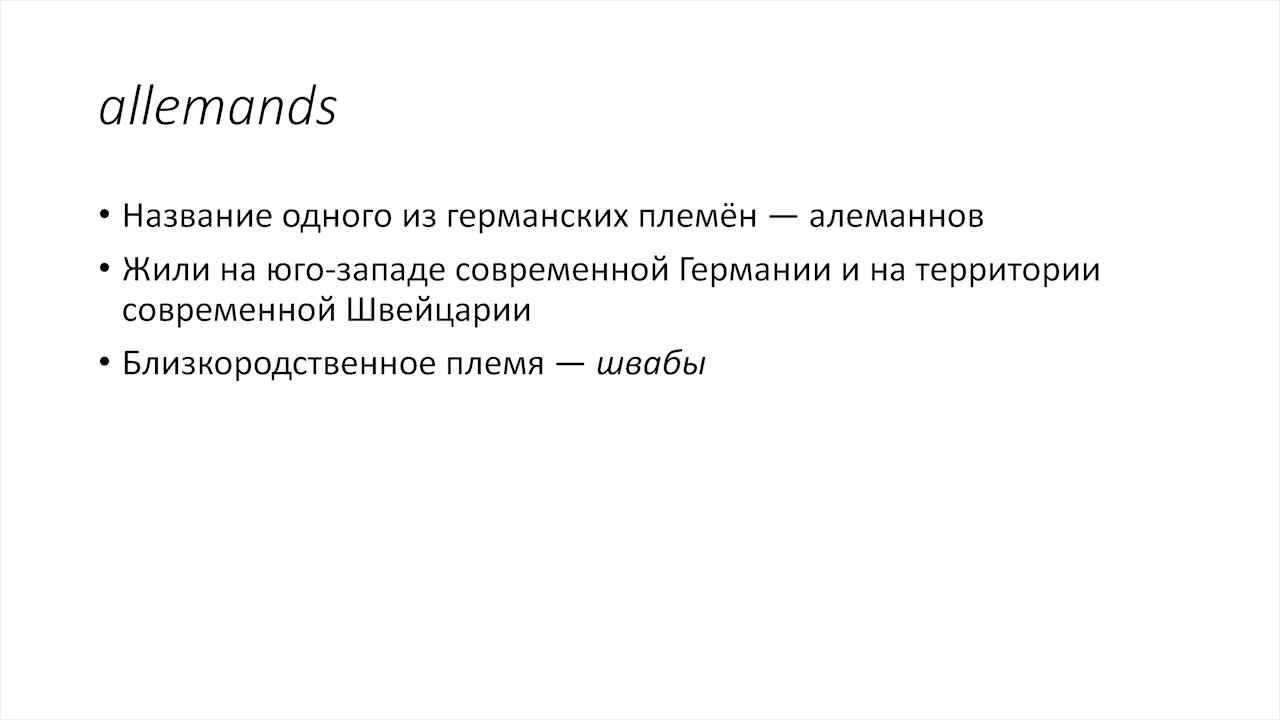 allemands
• Название одного из германских племён — алеманнов
• Жили на юго-западе современной Германии и на территории
современной Швейцарии
• Близкородственное племя — швабы